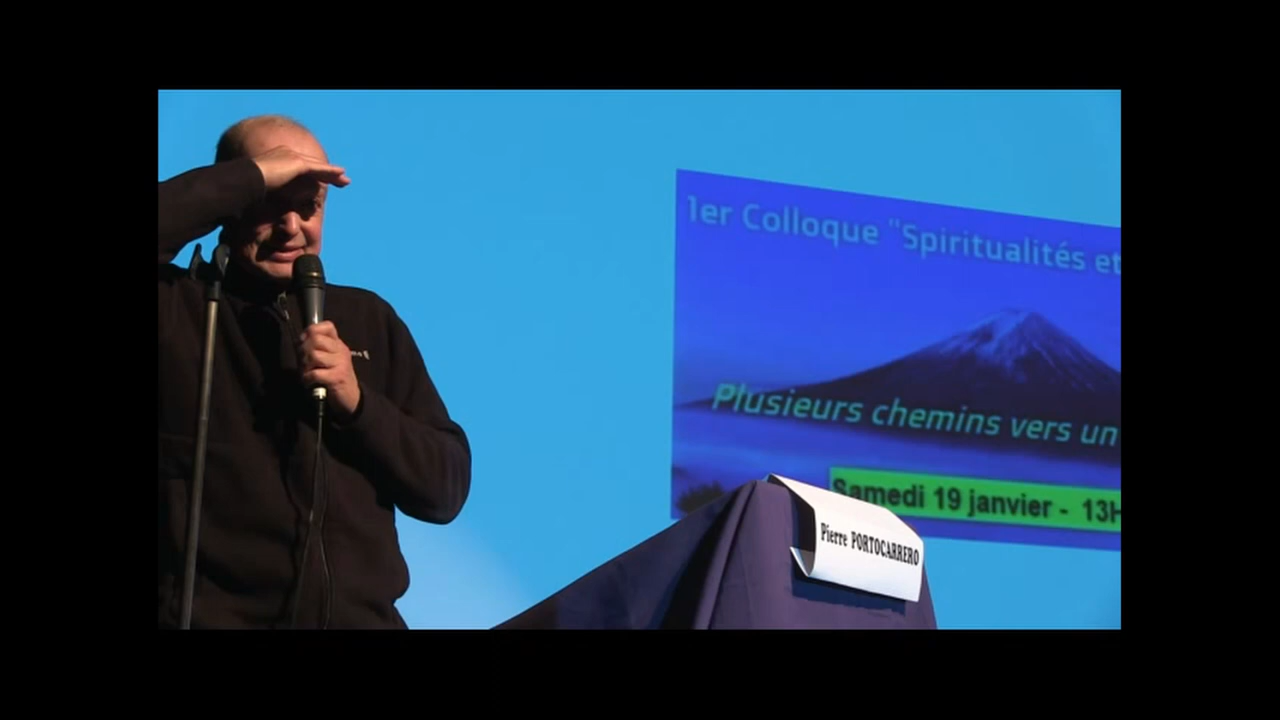 1er Colloque "Spiritualités et
Plusieurs chemins vers un
Samedi 19 janvier - 13H
Pierre PORTOCARRERO